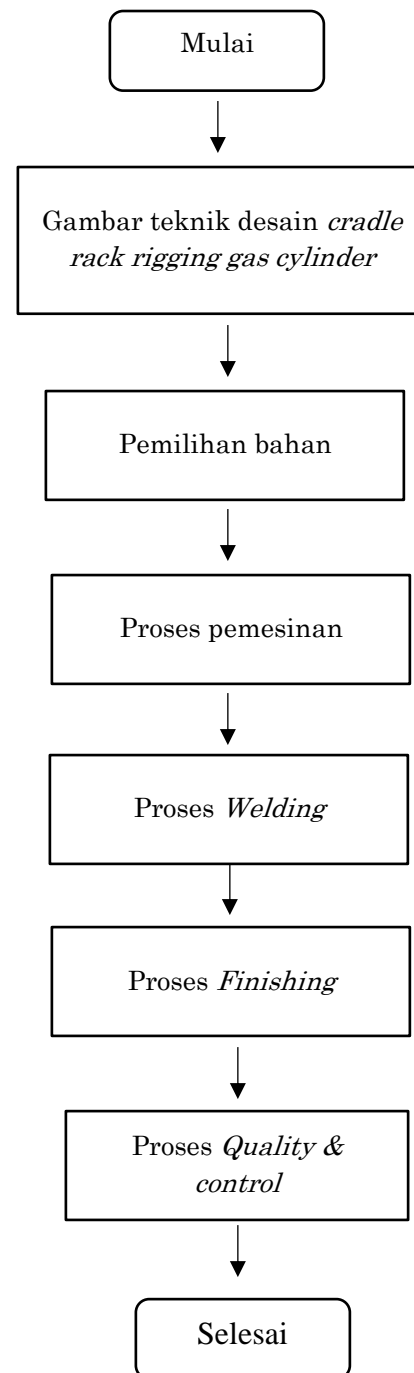 Mulai
Gambar teknik desain cradle
rack rigging gas cylinder
Pemilihan bahan
Proses pemesinan
Proses Welding
Proses Finishing
Proses Quality &
control
Selesai